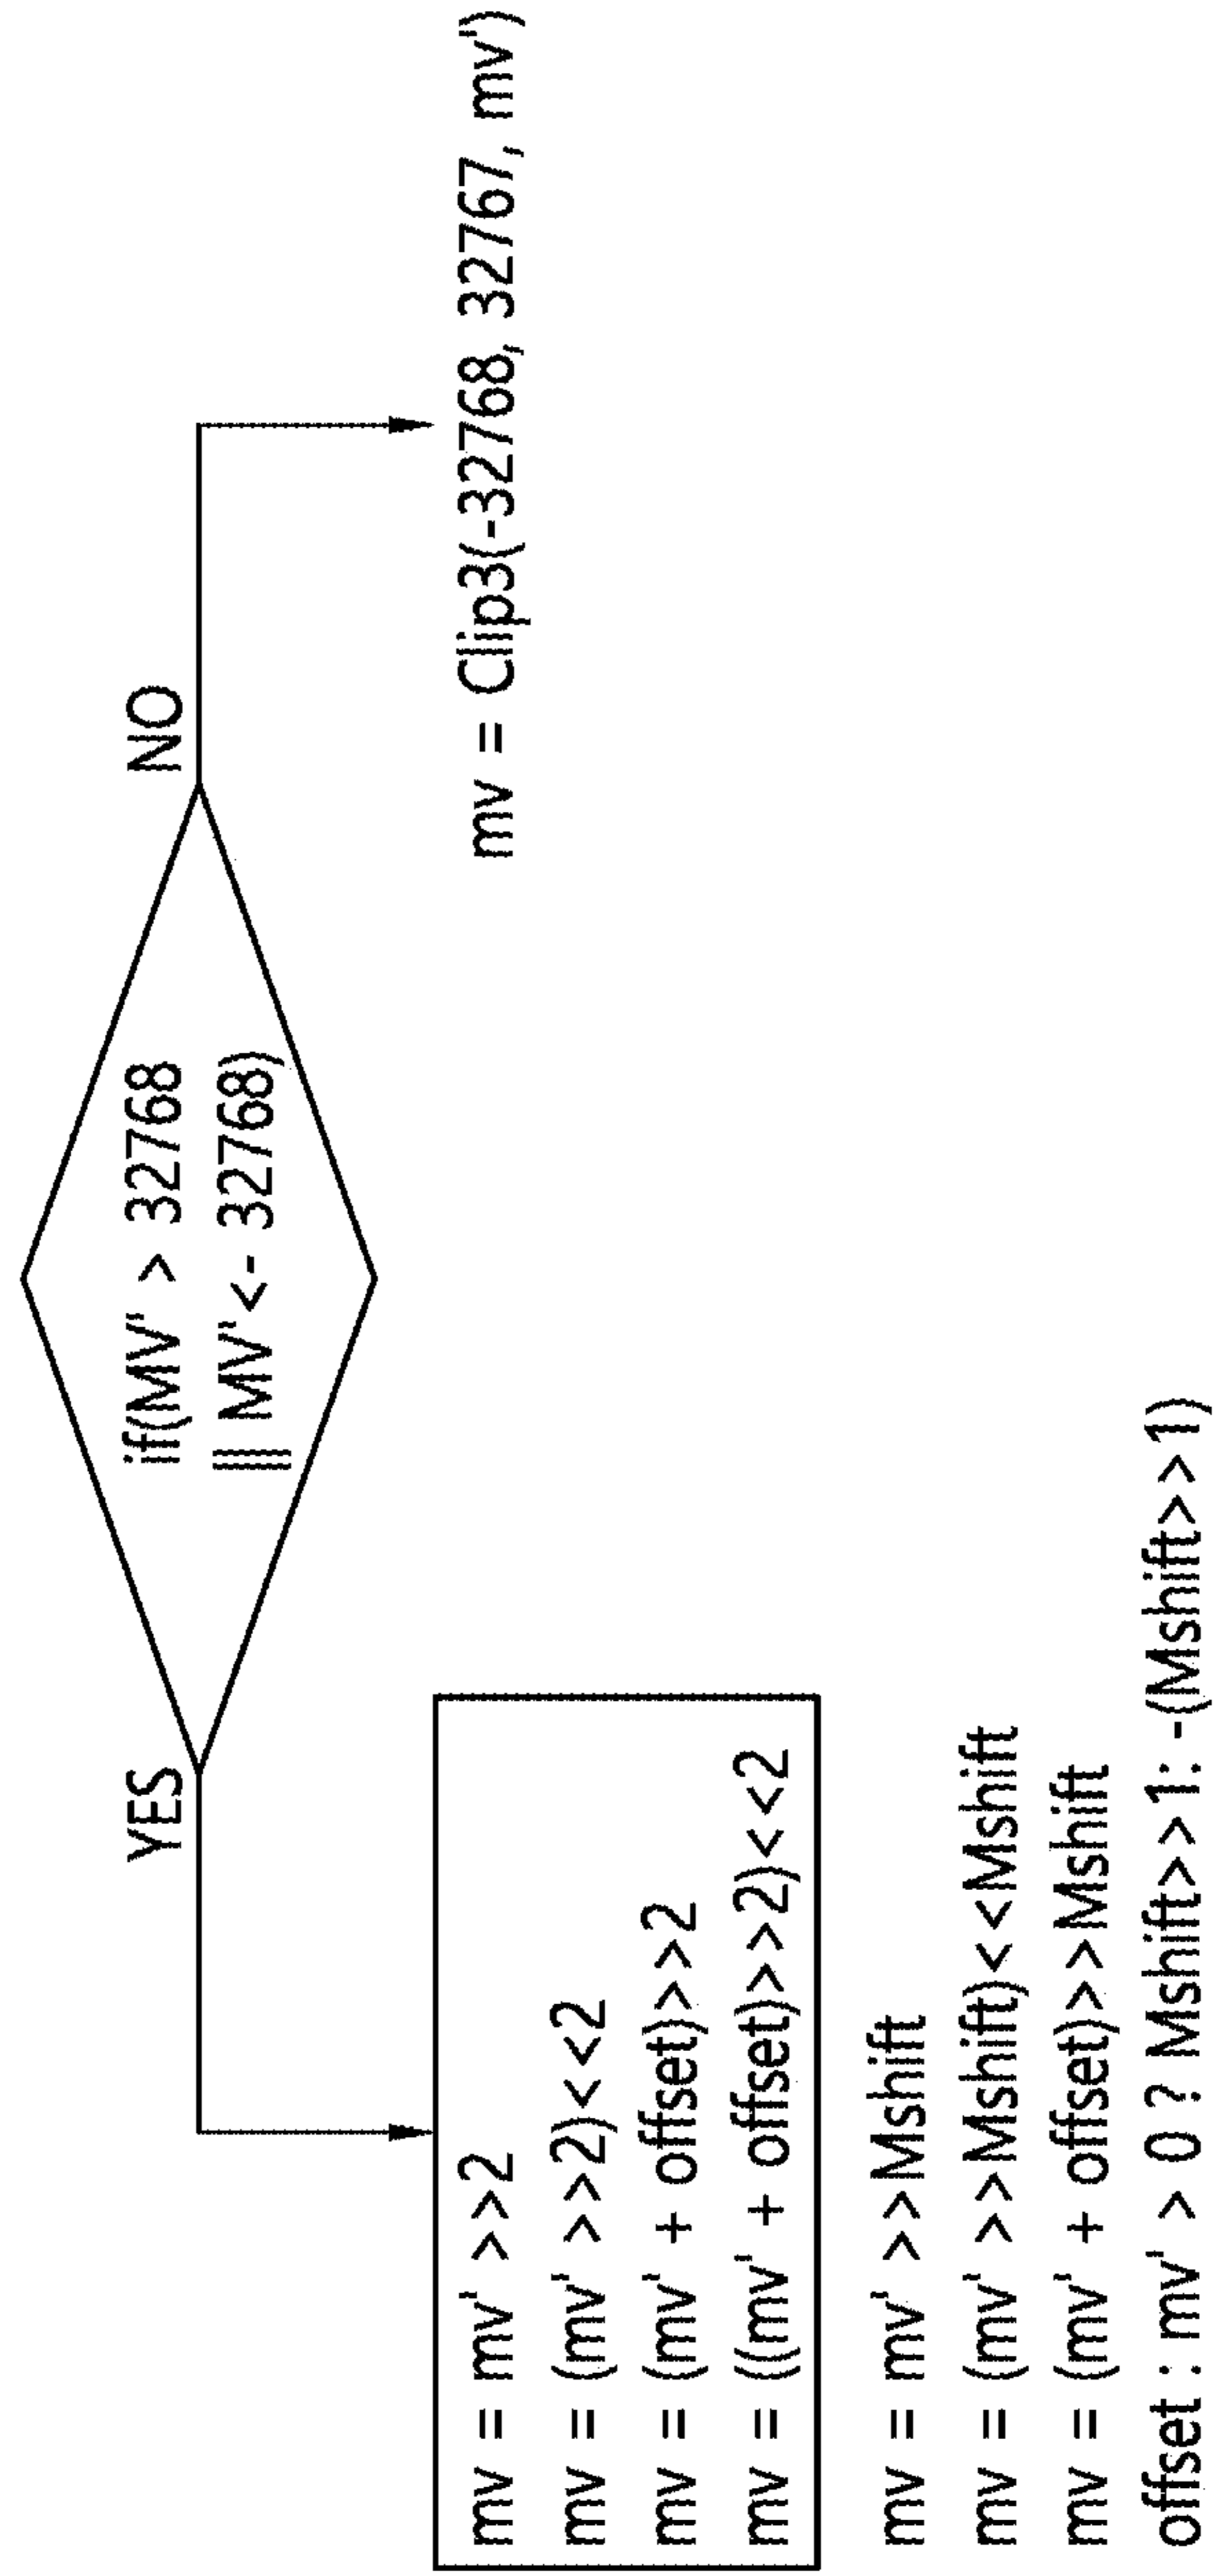 if(MV' > 32768
|| MV'<- 32768)
YES
NO
mv = mv' >>2
mv = (mv' >>2)<<2
mv = (mv' + offset)>>2
mv = ((mv' + offset)>>2)<<2
mv = Clip3(-32768, 32767, mv')
mv = mv' >>Mshift
mv = (mv' >>Mshift)<<Mshift
mv = (mv' + offset)>>Mshift
offset : mv' > 0 ? Mshift>>1: -(Mshift>>1)